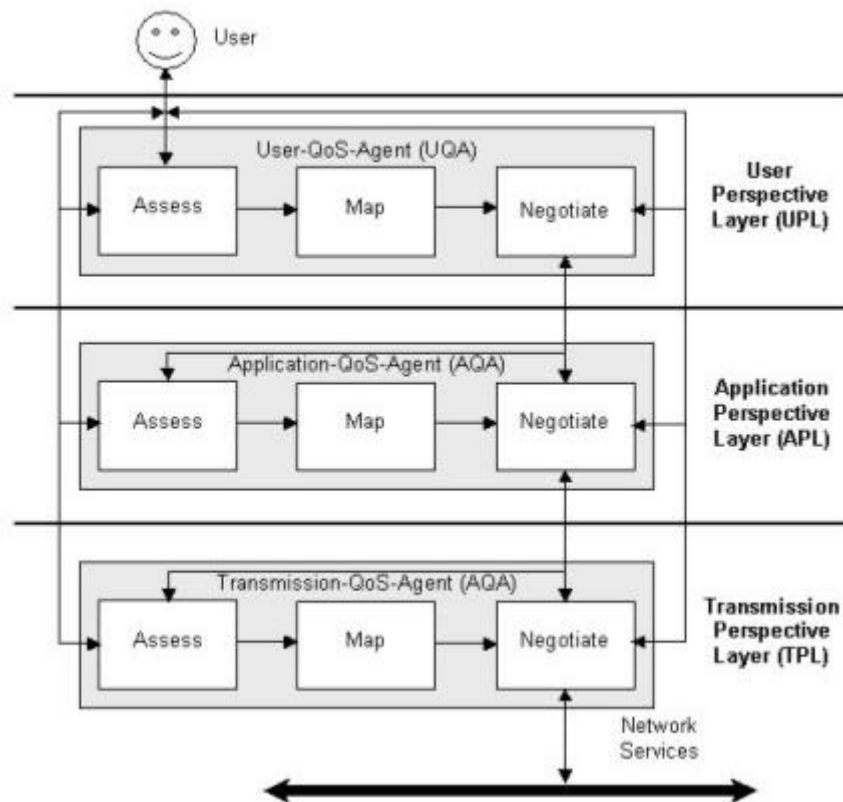 User
User-QoS-Agent (UQA)
Assess
Map
Negotiate
User
Perspective
Layer (UPL)
Application-QoS-Agent (AQA)
Assess
Map
Negotiate
Application
Perspective
Layer (APL)
Transmission-QoS-Agent (AQA)
Assess
Map
Negotiate
Transmission
Perspective
Layer (TPL)
Network
Services